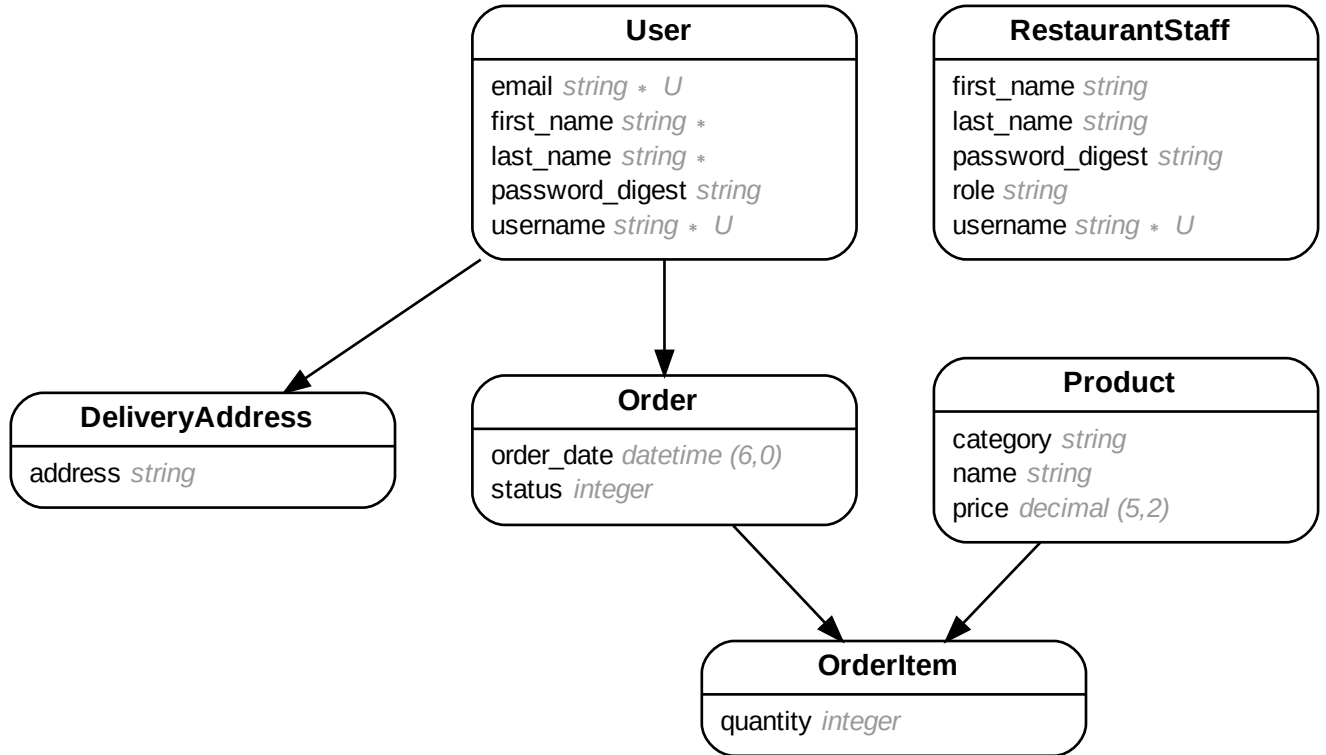 User
email string * U
first_name string *
last_name string *
password_digest string
username string * U
RestaurantStaff
first_name string
last_name string
password_digest string
role string
username string * U
DeliveryAddress
address string
Order
order_date datetime (6,0)
status integer
Product
category string
name string
price decimal (5,2)
OrderItem
quantity integer